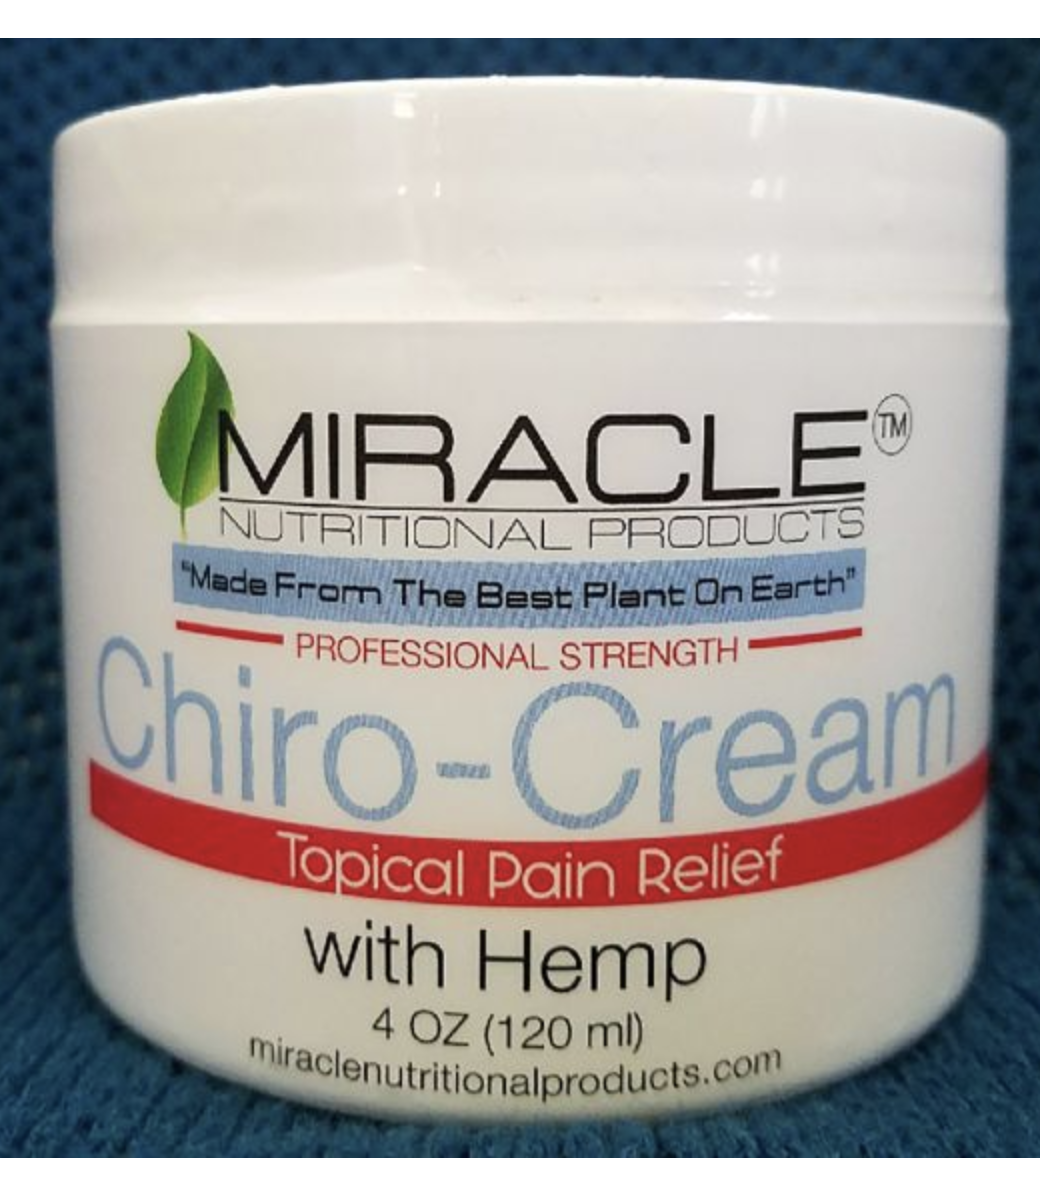 MIRACLE™
NUTRITIONAL PRODUCTS
"Made From The Best Plant On Earth"
PROFESSIONAL STRENGTH
Chiro-Cream
Topical Pain Relief
with Hemp
4 OZ (120 ml)
miraclenutritionalproducts.com